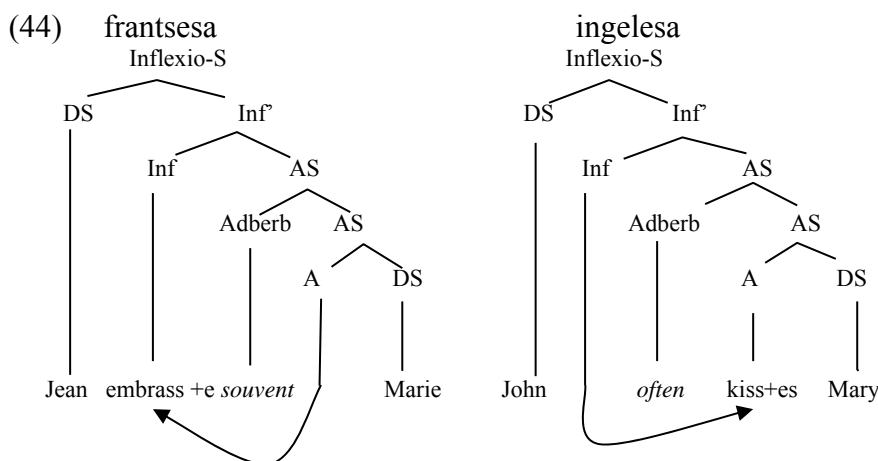 (44) frantsesa ingelesa
Inflexio-S Inflexio-S
DS Inf’ DS Inf’
Inf AS Inf AS
Adberb AS Adberb AS
A DS A DS
Jean embrass +e souvent Marie John often kiss+es Mary